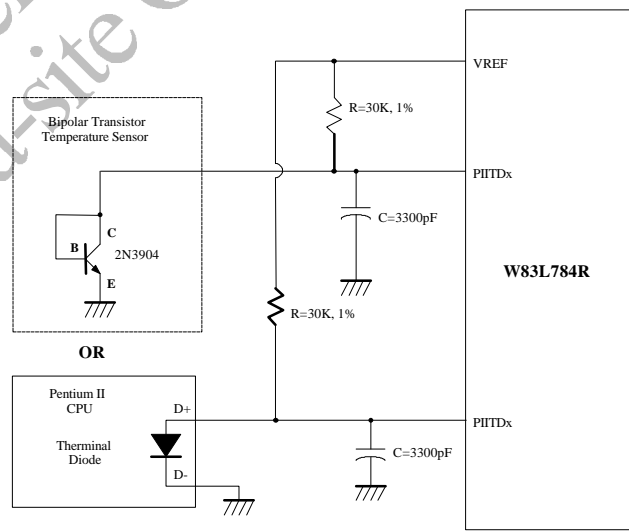 VREF
R=30K, 1%
Bipolar Transistor
Temperature Sensor
PIITDx
C
B
2N3904
E
C=3300pF
W83L784R
R=30K, 1%
OR
Pentium II
CPU
D+
PIITDx
Therminal
Diode
D-
C=3300pF